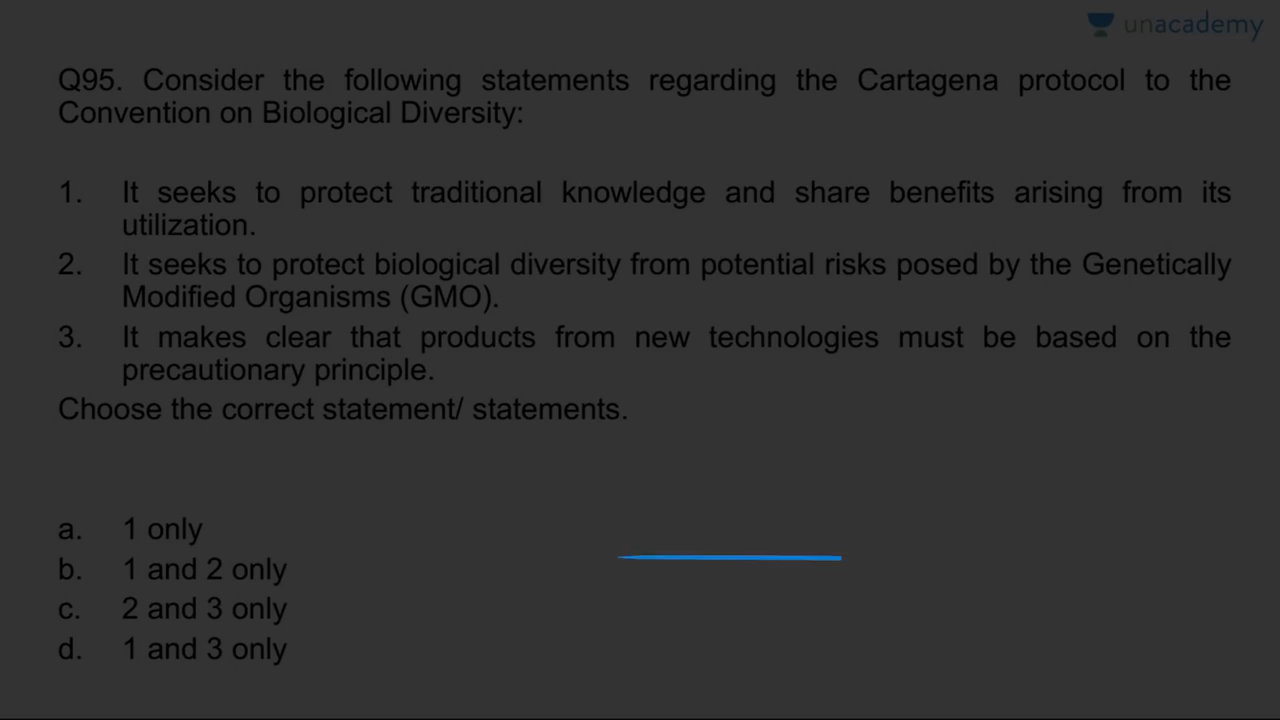 unacademy
Q95. Consider the following statements regarding the Cartagena protocol to the
Convention on Biological Diversity:
1. It seeks to protect traditional knowledge and share benefits arising from its
utilization.
2. It seeks to protect biological diversity from potential risks posed by the Genetically
Modified Organisms (GMO).
3. It makes clear that products from new technologies must be based on the
precautionary principle.
Choose the correct statement/ statements.
a. 1 only
b. 1 and 2 only
c. 2 and 3 only
d. 1 and 3 only